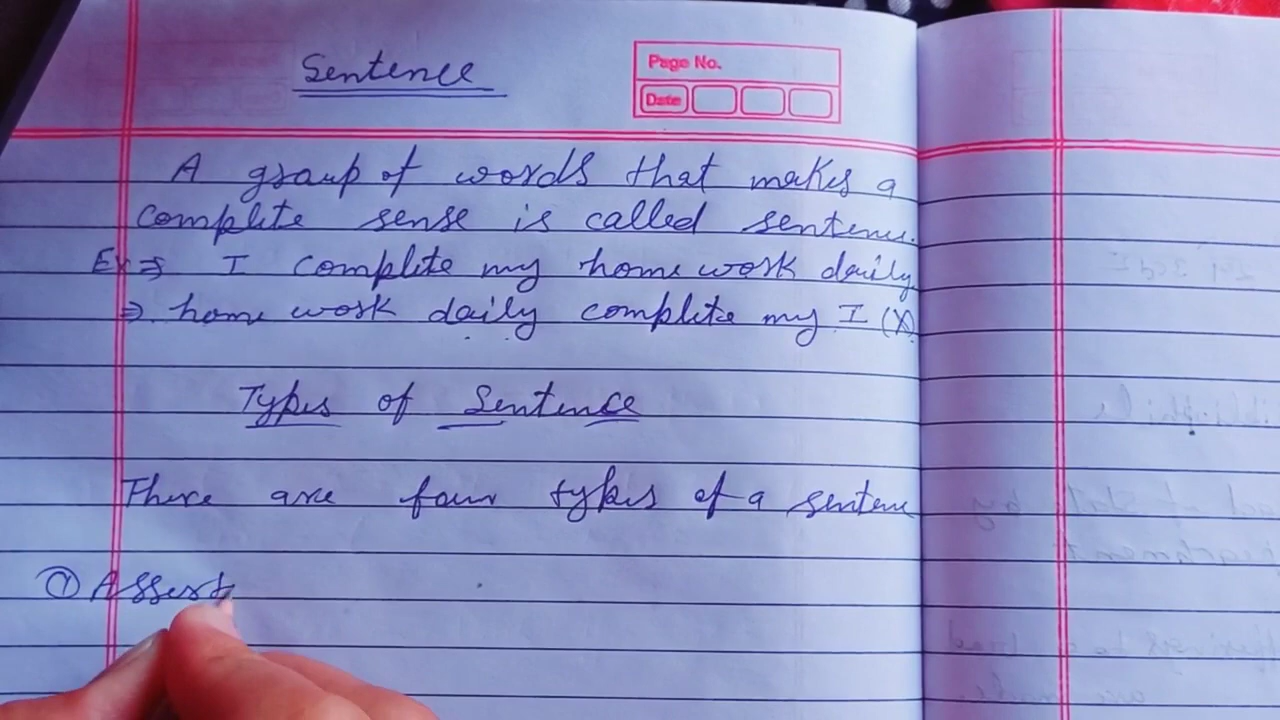 Sentence
Page No.
Date
A group of words that makes a
complete sense is called sentence.
Ex ⇒ I complete my home work daily.
⇒ home work daily complete my I (X).
Types of Sentence
There are four types of a sentence
① Assert